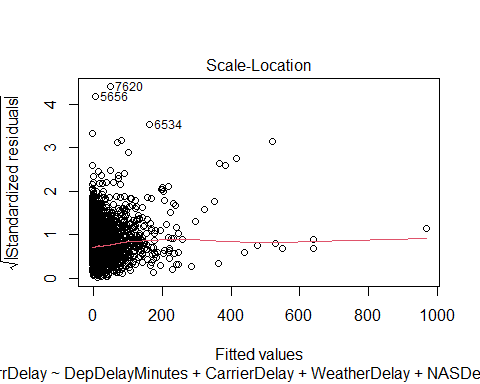 Scale-Location
√|Standardized residuals|
0 1 2 3 4
7620
5656
6534
0 200 400 600 800 1000
Fitted values
rrDelay ~ DepDelayMinutes + CarrierDelay + WeatherDelay + NASDe